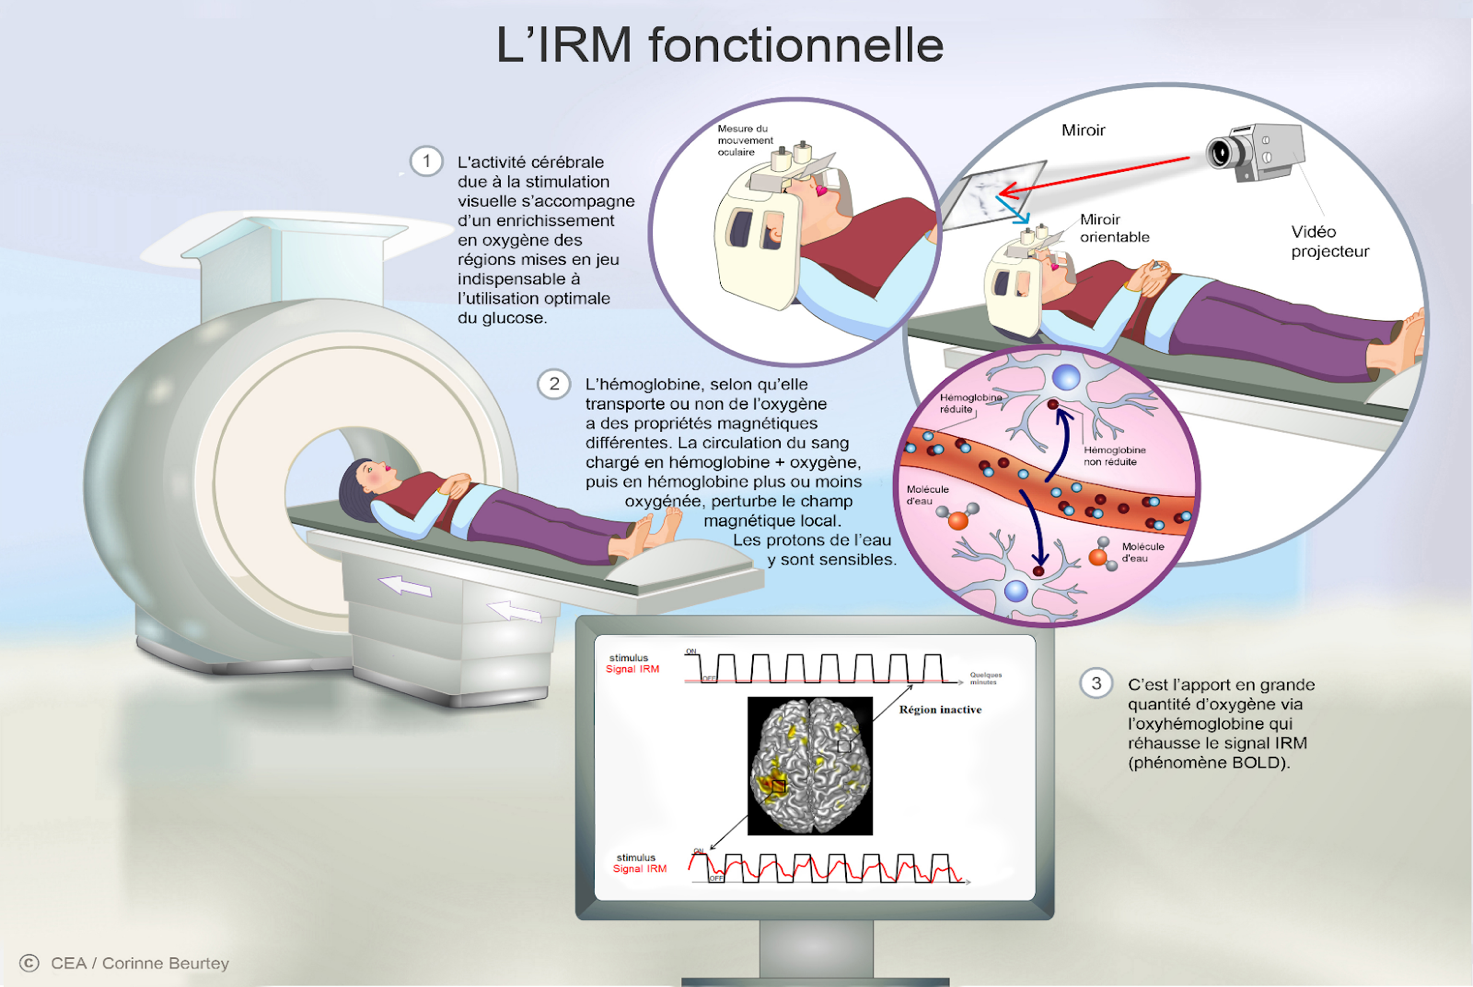 L’IRM fonctionnelle
1
L'activité cérébrale
due à la stimulation
visuelle s’accompagne
d’un enrichissement
en oxygène des
régions mises en jeu
indispensable à
l’utilisation optimale
du glucose.
Mesure du
mouvement
oculaire
Miroir
Miroir
orientable
Vidéo
projecteur
2
L’hémoglobine, selon qu’elle
transporte ou non de l'oxygène
a des propriétés magnétiques
différentes. La circulation du sang
chargé en hémoglobine + oxygène,
puis en hémoglobine plus ou moins
oxygénée, perturbe le champ
magnétique local.
Les protons de l’eau
y sont sensibles.
Hémoglobine
réduite
Hémoglobine
non réduite
Molécule
d'eau
Molécule
d'eau
stimulus
Signal IRM
ON
OFF
Quelques
minutes
Région inactive
stimulus
Signal IRM
ON
OFF
3
C’est l’apport en grande
quantité d’oxygène via
l’oxyhémoglobine qui
réhausse le signal IRM
(phénomène BOLD).
© CEA / Corinne Beurtey